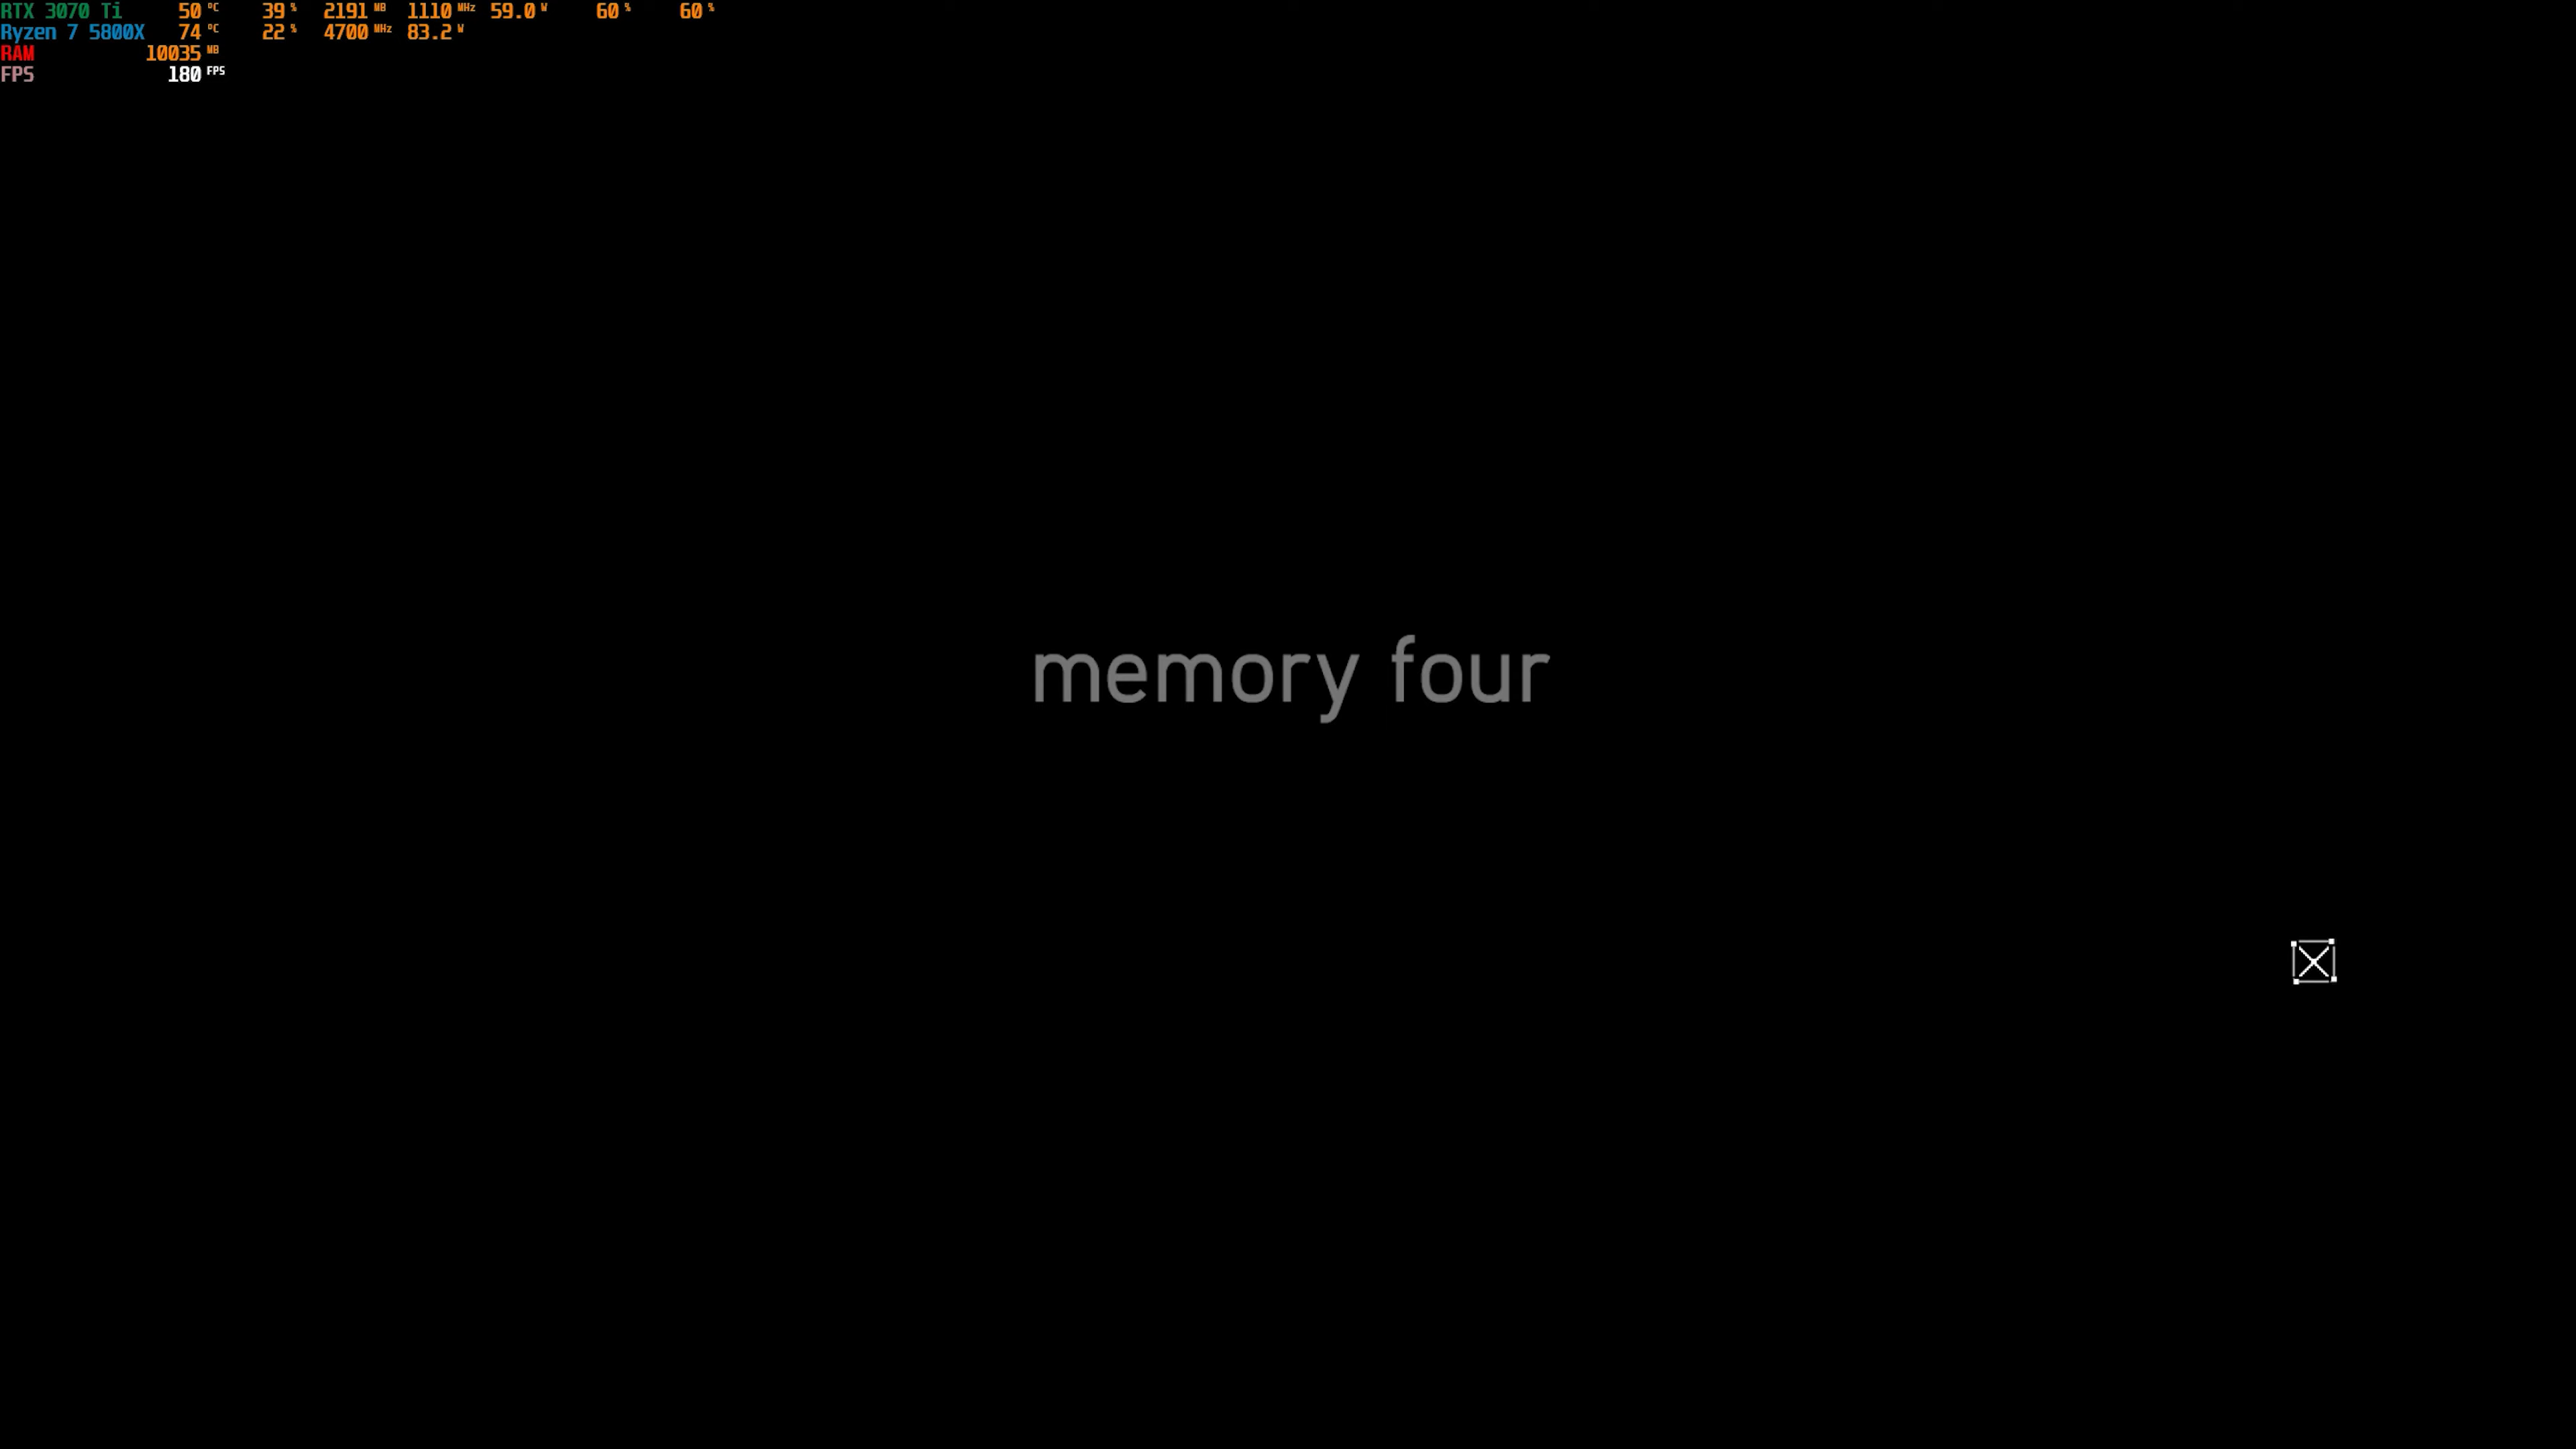 RTX 3070 Ti 50 °C 39 % 2191 MB 1110 MHz 59.0 W 60 % 60 %
Ryzen 7 5800X 74 °C 22 % 4700 MHz 83.2 W
RAM 10035 MB
FPS 180 FPS
memory four